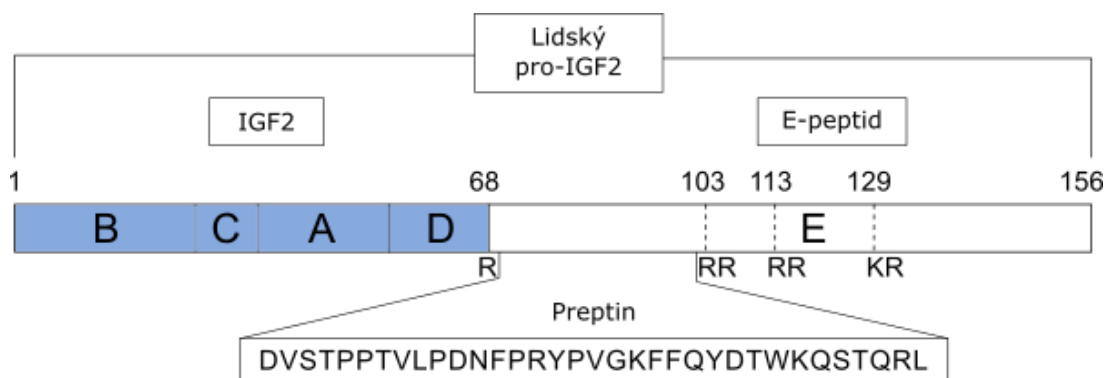 Lidský
pro-IGF2
IGF2
E-peptid
1
68
103
113
129
156
B
C
A
D
E
R
RR
RR
KR
Preptin
DVSTPPTVLPDNFPRYPVGKFFQYDTWKQSTQRL